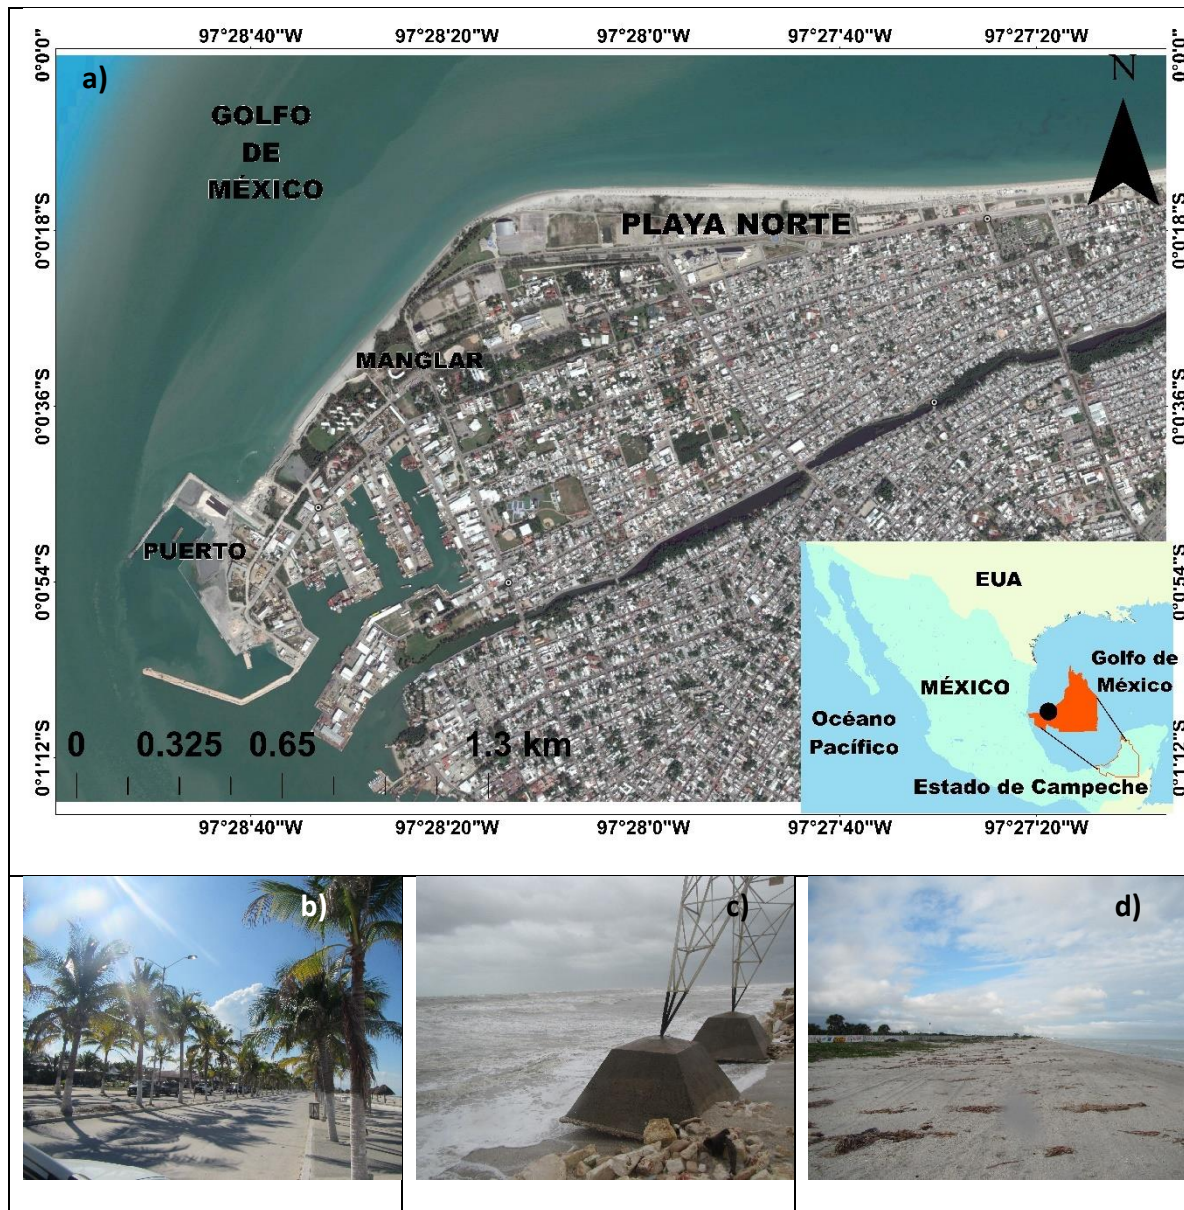 97°28'40"W 97°28'20"W 97°28'0"W 97°27'40"W 97°27'20"W
0°0'0" 0°0'0"
a) N
GOLFO
DE
MÉXICO
0°0'18"S PLAYA NORTE 0°0'18"S
MANGLAR
0°0'36"S 0°0'36"S
PUERTO
0°0'54"S 0°0'54"S
EUA
Golfo de
México
MÉXICO
Océano
Pacífico
Estado de Campeche
0 0.325 0.65 1.3 km
0°1'12"S 0°1'12"S
97°28'40"W 97°28'20"W 97°28'0"W 97°27'40"W 97°27'20"W
b) c) d)